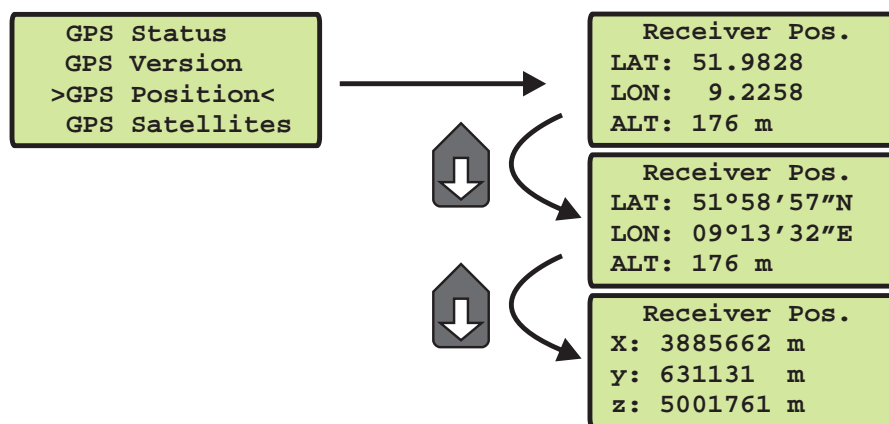 GPS Status
GPS Version
>GPS Position<
GPS Satellites
Receiver Pos.
LAT: 51.9828
LON: 9.2258
ALT: 176 m
Receiver Pos.
LAT: 51°58’57”N
LON: 09°13’32”E
ALT: 176 m
Receiver Pos.
X: 3885662 m
y: 631131 m
z: 5001761 m